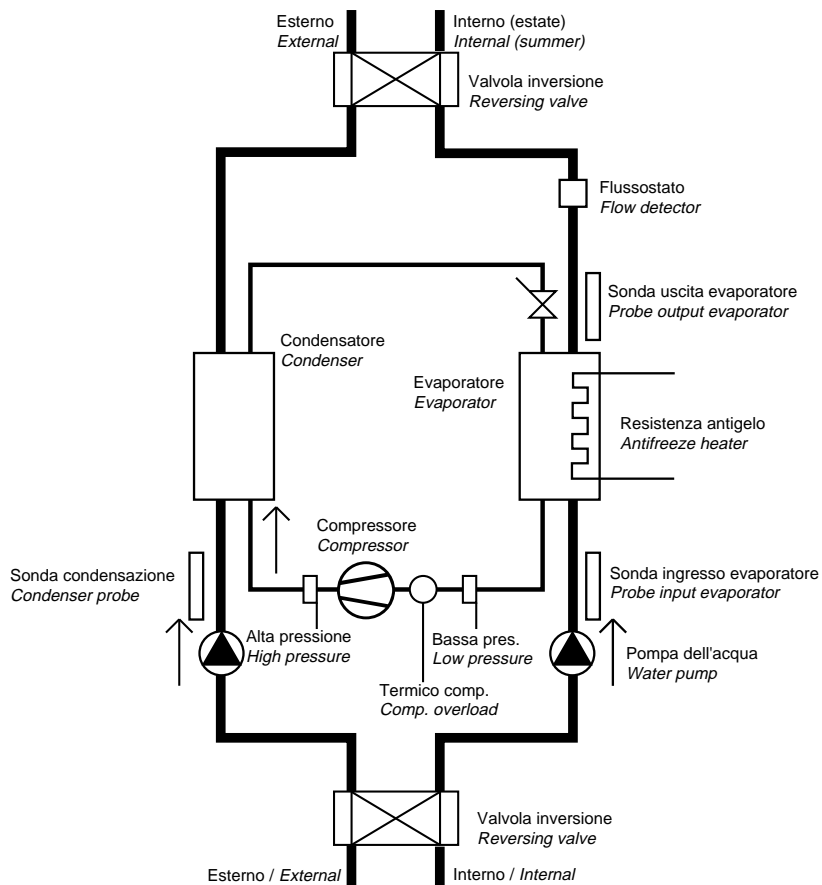 Esterno
External
Interno (estate)
Internal (summer)
Valvola inversione
Reversing valve
Flussostato
Flow detector
Sonda uscita evaporatore
Probe output evaporator
Condensatore
Condenser
Evaporatore
Evaporator
Resistenza antigelo
Antifreeze heater
Compressore
Compressor
Sonda condensazione
Condenser probe
Sonda ingresso evaporatore
Probe input evaporator
Alta pressione
High pressure
Bassa pres.
Low pressure
Pompa dell'acqua
Water pump
Termico comp.
Comp. overload
Valvola inversione
Reversing valve
Esterno / External
Interno / Internal